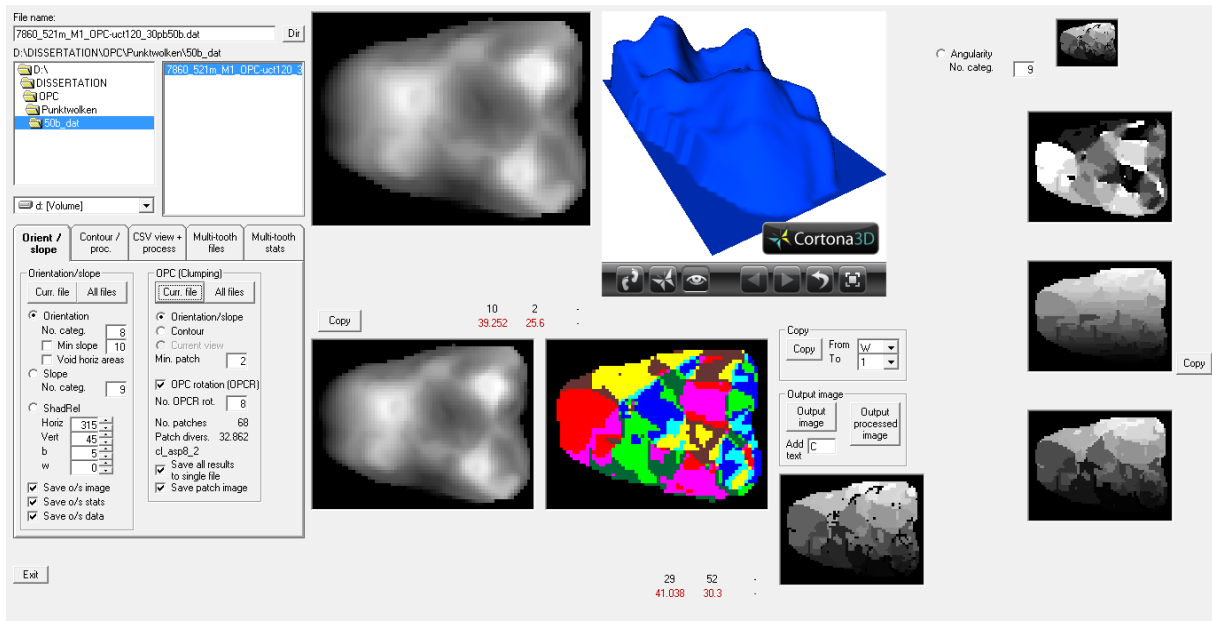 File name:
7860_521m_M1_OPC-uct120_30pb50b.dat
Dir
D:\DISSERTATION\OPC\Punktwolken\50b_dat
D:\
DISSERTATION
OPC
Punktwolken
50b_dat
7860_521m_M1_OPC-uct120_3
d: [Volume]
Orient / slope
Contour / proc.
CSV view + process
Multi-tooth files
Multi-tooth stats
Orientation/slope
Curr. file
All files
Orientation
No. categ. 8
Min slope 10
Void horiz areas
Slope
No. categ. 9
ShadRel
Horiz 315
Vert 45
b 5
w 0
Save o/s image
Save o/s stats
Save o/s data
OPC (Clumping)
Curr. file
All files
Orientation/slope
Contour
Current view
Min. patch 2
OPC rotation (OPCR)
No. OPCR rot. 8
No. patches 68
Patch divers. 32.862
cl_asp8_2
Save all results
to single file
Save patch image
Exit
Cortona3D
Copy
10 2 -
39.252 25.6 -
Copy
Copy
From W
To 1
Output image
Output image
Output processed image
Add text C
29 52 -
41.038 30.3 -
Angularity
No. categ. 9
Copy